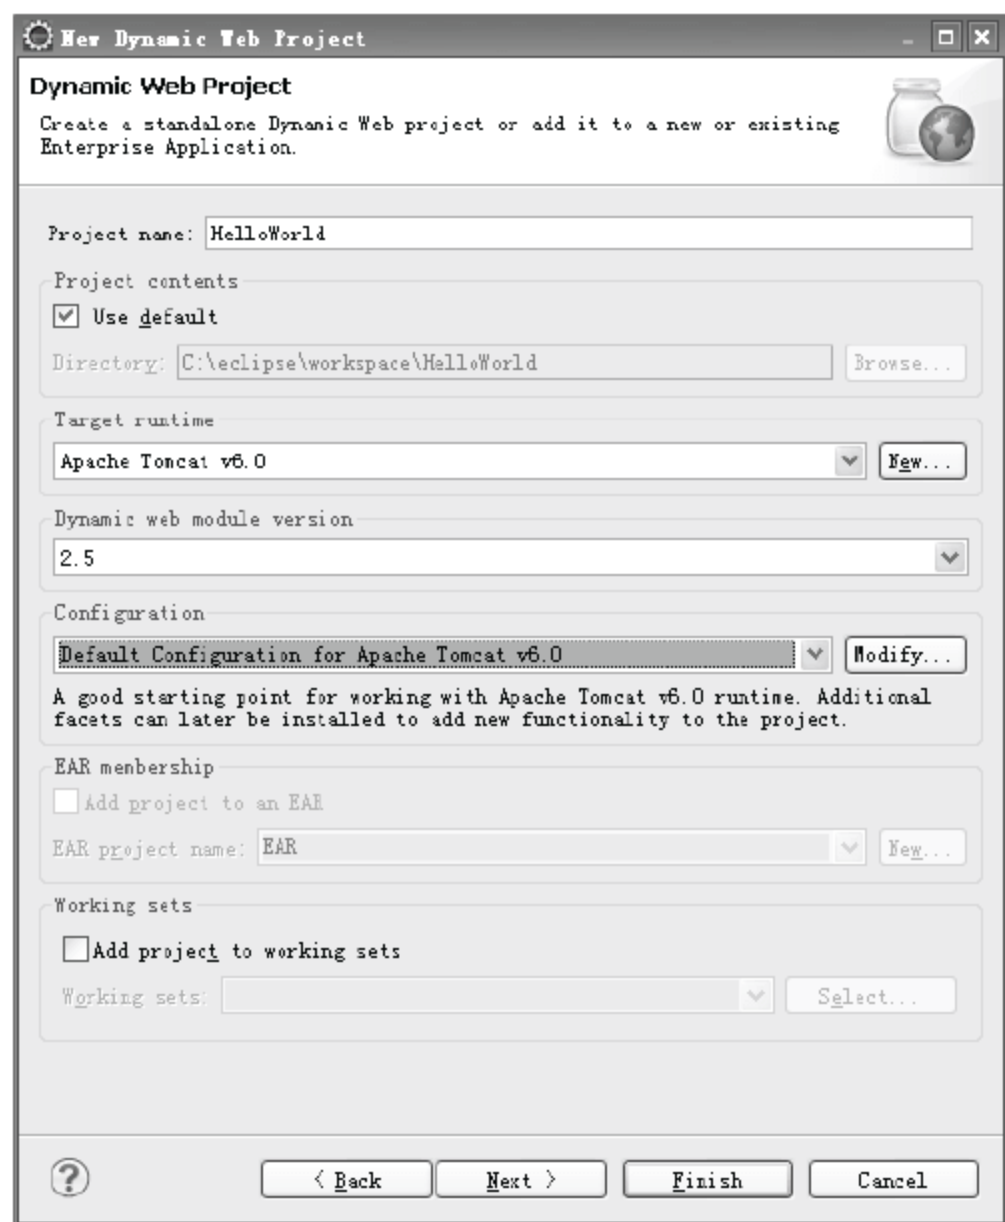 New Dynamic Web Project
Dynamic Web Project
Create a standalone Dynamic Web project or add it to a new or existing
Enterprise Application.
Project name: HelloWorld
Project contents
Use default
Directory: C:\eclipse\workspace\HelloWorld Browse...
Target runtime
Apache Tomcat v6.0 New...
Dynamic web module version
2.5
Configuration
Default Configuration for Apache Tomcat v6.0 Modify...
A good starting point for working with Apache Tomcat v6.0 runtime. Additional
facets can later be installed to add new functionality to the project.
EAR membership
Add project to an EAR
EAR project name: EAR New...
Working sets
Add project to working sets
Working sets: Select...
? < Back Next > Finish Cancel